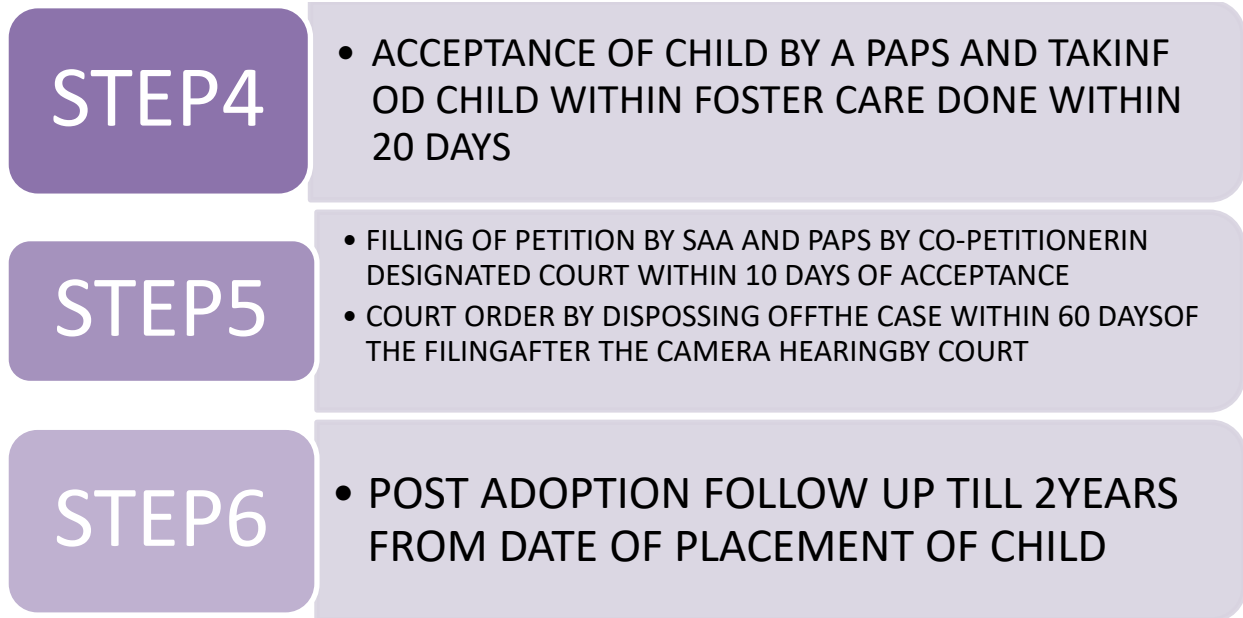 STEP4
• ACCEPTANCE OF CHILD BY A PAPS AND TAKINF
OD CHILD WITHIN FOSTER CARE DONE WITHIN
20 DAYS
STEP5
• FILLING OF PETITION BY SAA AND PAPS BY CO-PETITIONERIN
DESIGNATED COURT WITHIN 10 DAYS OF ACCEPTANCE
• COURT ORDER BY DISPOSSING OFFTHE CASE WITHIN 60 DAYSOF
THE FILINGAFTER THE CAMERA HEARINGBY COURT
STEP6
• POST ADOPTION FOLLOW UP TILL 2YEARS
FROM DATE OF PLACEMENT OF CHILD